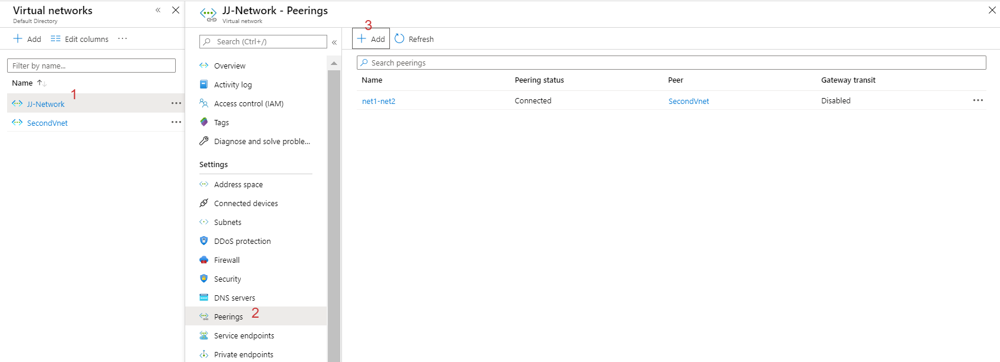 Virtual networks
Default Directory
Add Edit columns ...
Filter by name...
Name
1
JJ-Network
SecondVnet
JJ-Network - Peerings
Virtual network
Search (Ctrl+/)
Overview
Activity log
Access control (IAM)
Tags
Diagnose and solve proble...
Settings
Address space
Connected devices
Subnets
DDoS protection
Firewall
Security
DNS servers
Peerings 2
Service endpoints
Private endpoints
3
Add Refresh
Search peerings
Name Peering status Peer Gateway transit
net1-net2 Connected SecondVnet Disabled